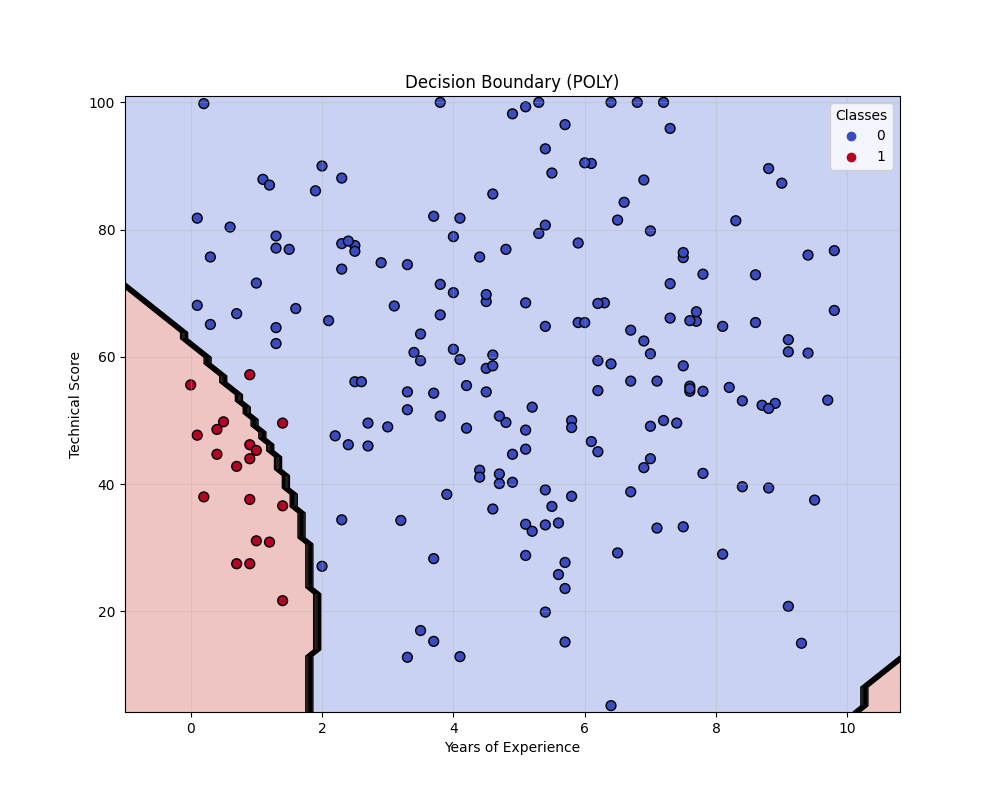 Decision Boundary (POLY)
100
80
60
40
20
Technical Score
Classes
0
1
0 2 4 6 8 10
Years of Experience